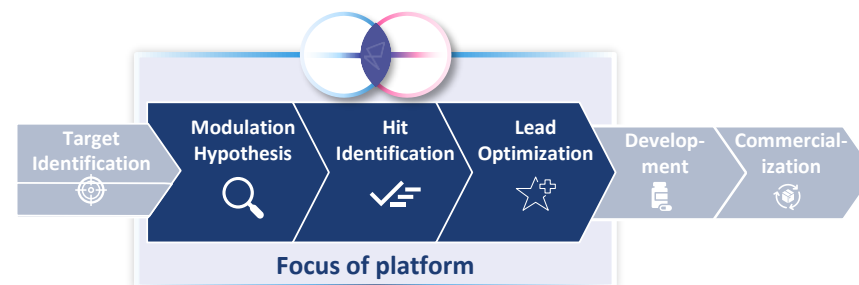 Target
Identification
Modulation
Hypothesis
Hit
Identification
Lead
Optimization
Develop-
ment
Commercial-
ization
Focus of platform